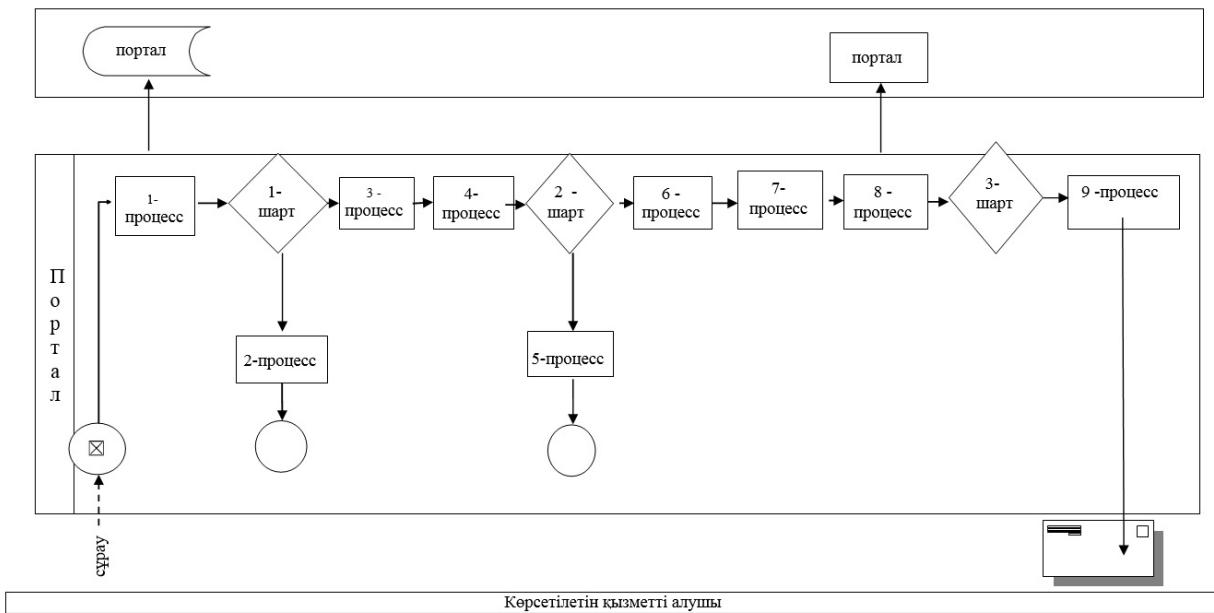 портал
портал
1-
процесс
1-
шарт
3 -
процесс
4-
процесс
2 -
шарт
6 -
процесс
7-
процесс
8 -
процесс
3-
шарт
9 -процесс
Портал
2-процесс
5-процесс
сұрау
Көрсетілетін қызметті алушы